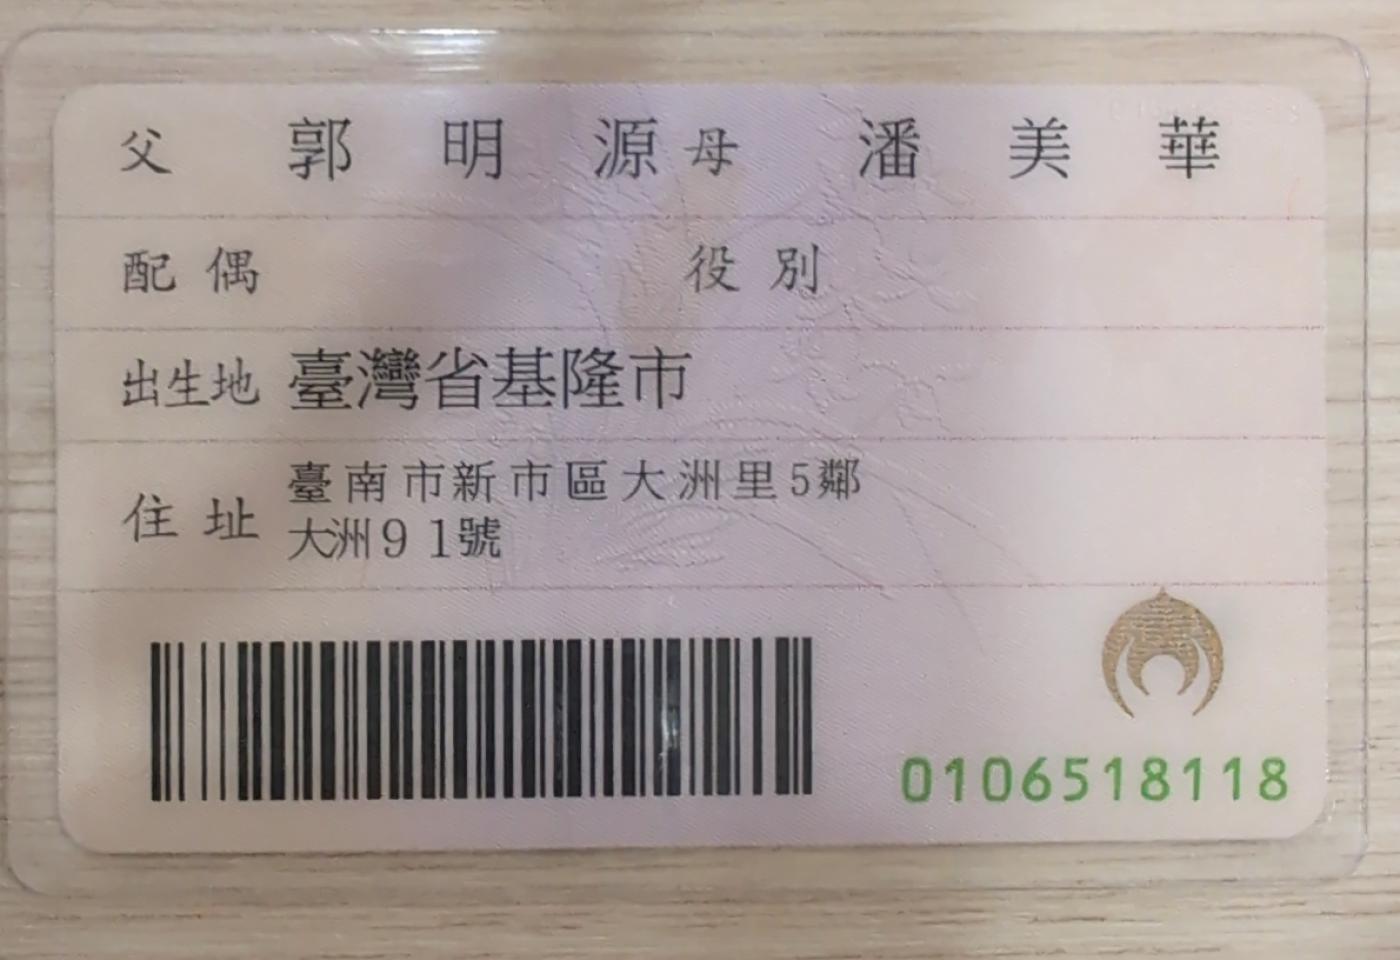 父 郭明源 母 潘美華
配偶 役別
出生地 臺灣省基隆市
住址 臺南市新市區大洲里5鄰
大洲91號
0106518118